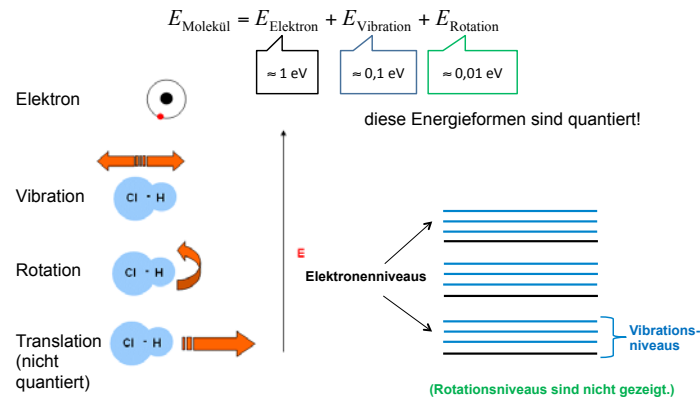 E_Molekül = E_Elektron + E_Vibration + E_Rotation
≈ 1 eV
≈ 0,1 eV
≈ 0,01 eV
diese Energieformen sind quantiert!
Elektron
Vibration
Cl - H
Rotation
Cl - H
Translation
(nicht
quantiert)
Cl - H
E
Elektronenniveaus
Vibrations-
niveaus
(Rotationsniveaus sind nicht gezeigt.)